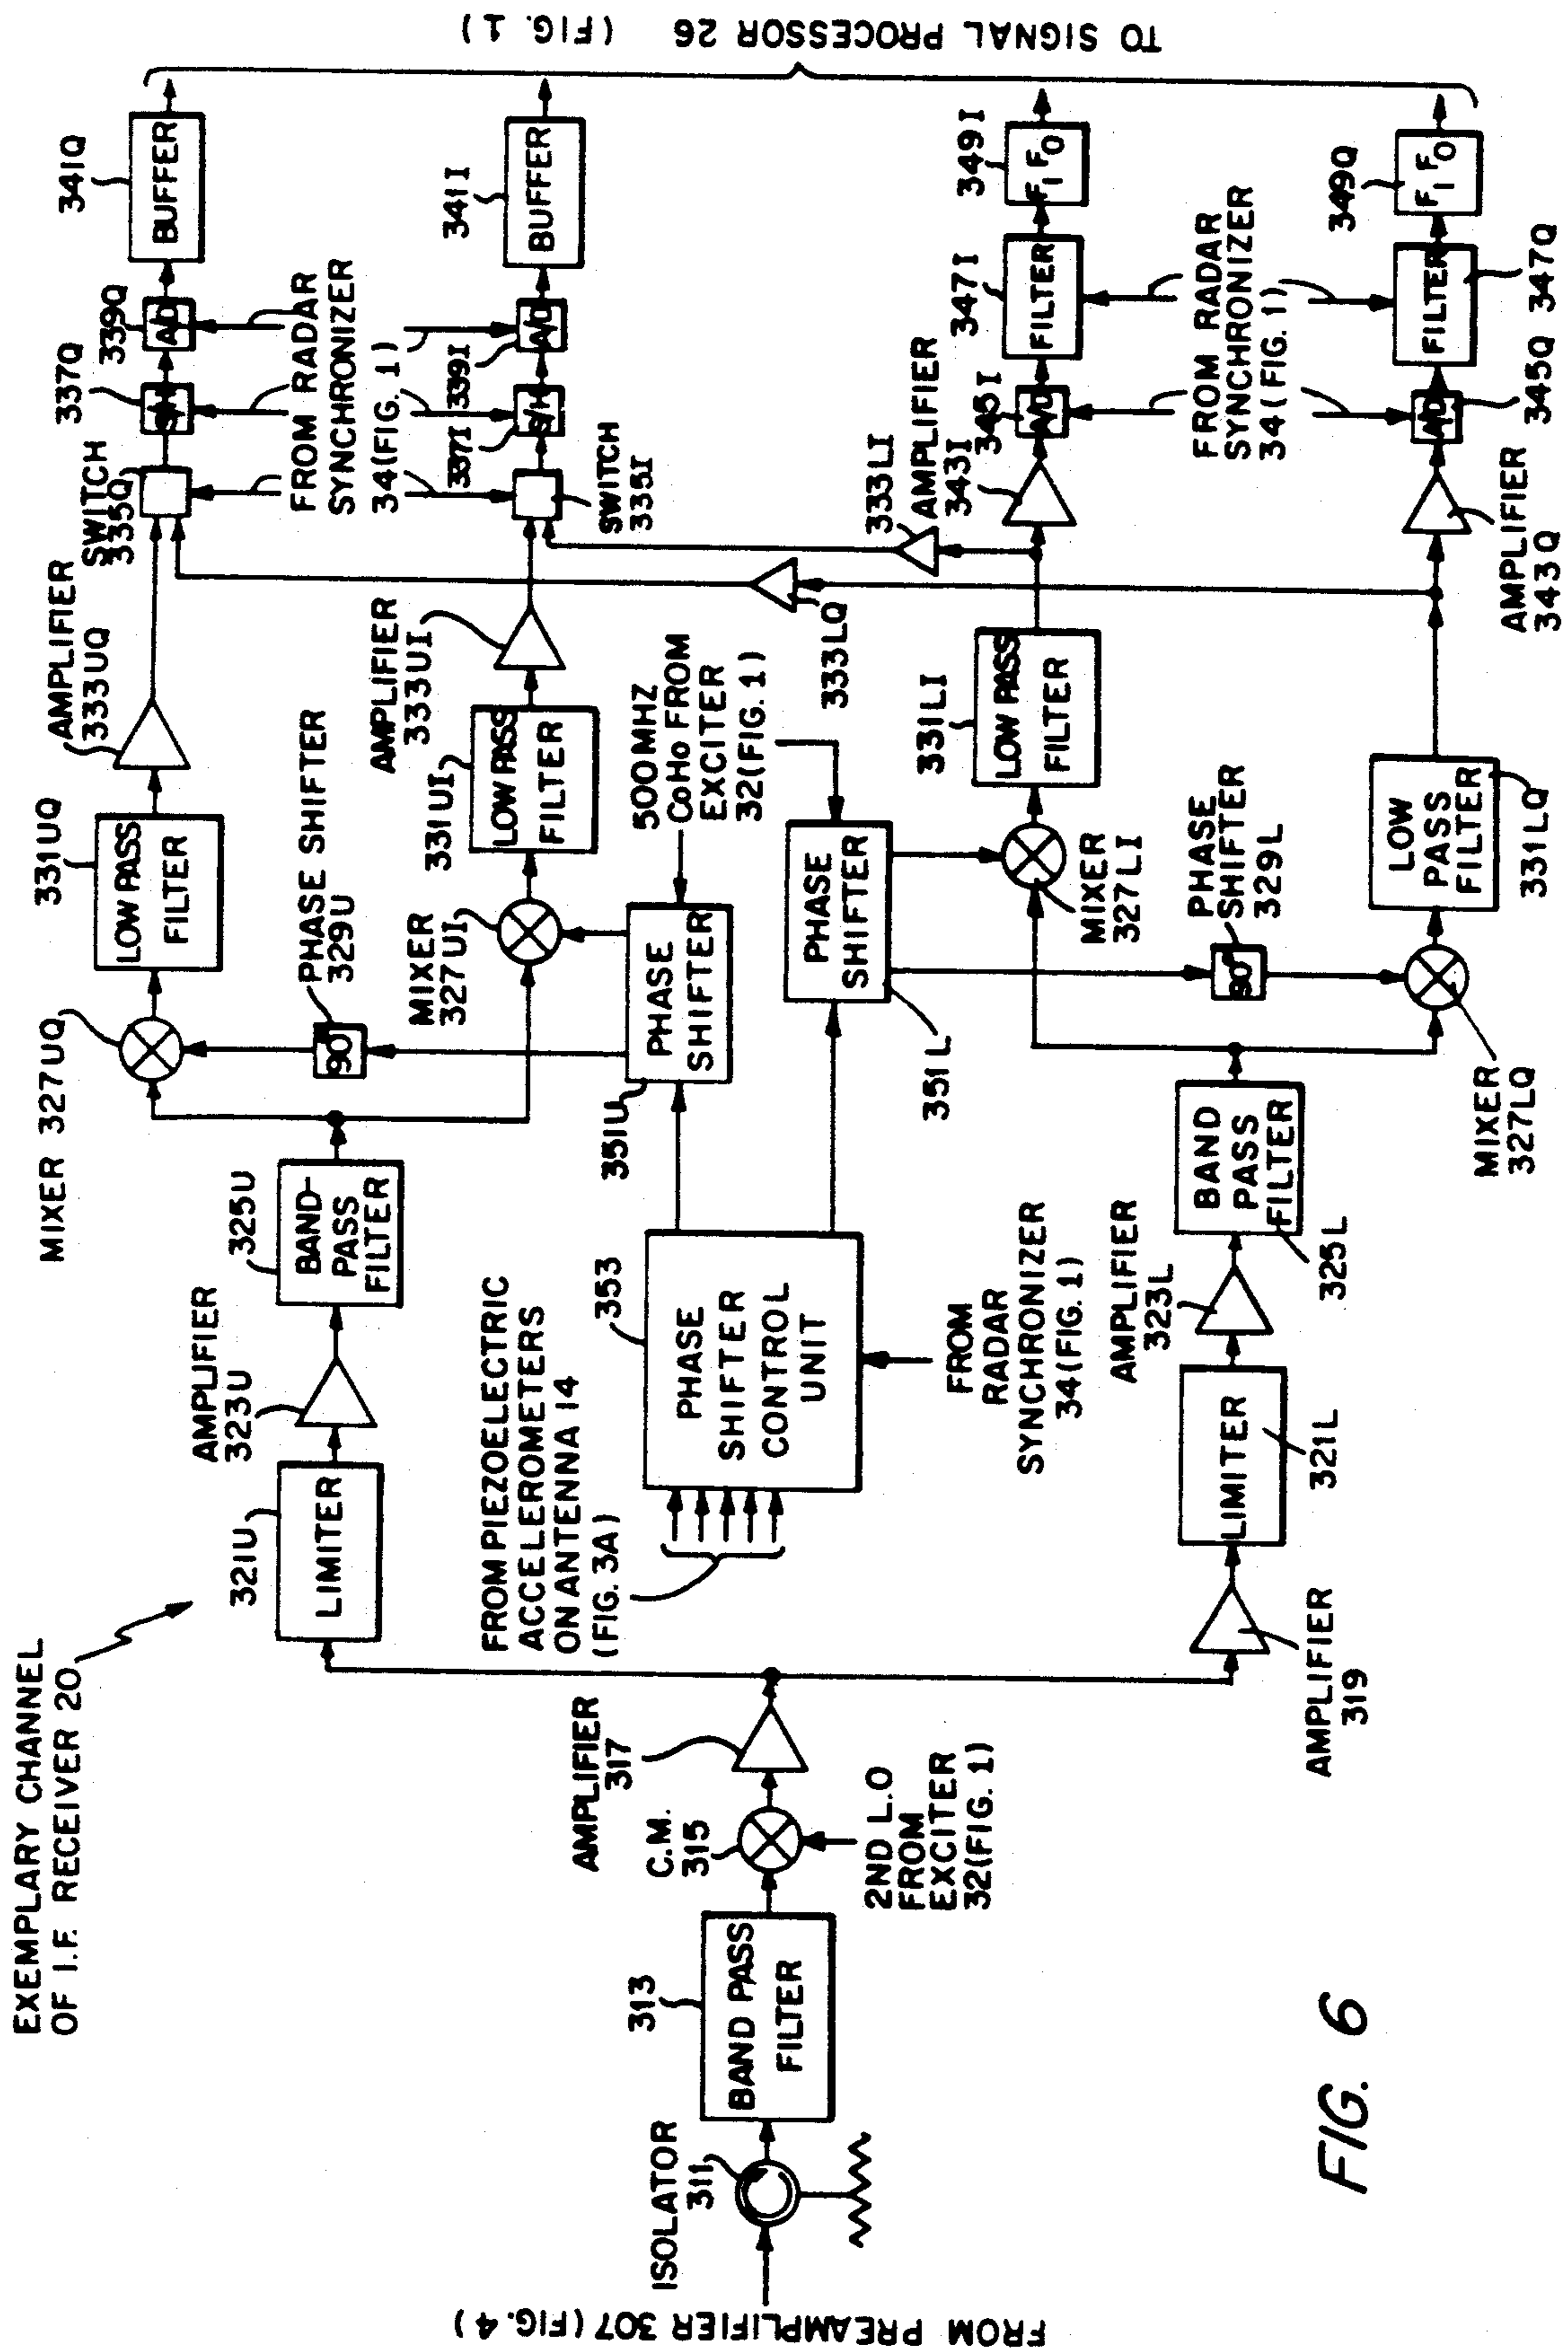 EXEMPLARY CHANNEL
OF I.F. RECEIVER 20
FROM PREAMPLIFIER 307 (FIG. 4)
ISOLATOR
311
313
BAND PASS
FILTER
C.M.
315
2ND L.O
FROM
EXCITER
32(FIG. 1)
AMPLIFIER
317
AMPLIFIER
319
321U
LIMITER
AMPLIFIER
323U
325U
BAND-
PASS
FILTER
MIXER 327UQ
PHASE SHIFTER
329U
90°
331UQ
LOW PASS
FILTER
AMPLIFIER
333UQ
SWITCH
335Q
337Q
S/H
339Q
A/D
341Q
BUFFER
FROM RADAR
SYNCHRONIZER
34(FIG. 1)
MIXER
327UI
331UI
LOW PASS
FILTER
AMPLIFIER
333UI
SWITCH
335I
337I
S/H
339I
A/D
341I
BUFFER
FROM PIEZOELECTRIC
ACCELEROMETERS
ON ANTENNA 14
(FIG. 3A)
353
PHASE
SHIFTER
CONTROL
UNIT
FROM
RADAR
SYNCHRONIZER
34(FIG. 1)
351U
PHASE
SHIFTER
500MHZ
CoHo FROM
EXCITER
32(FIG. 1)
PHASE
SHIFTER
351L
333LQ
333LI
MIXER
327LI
331LI
LOW PASS
FILTER
AMPLIFIER
343I
345I
A/D
347I
FILTER
349I
FIFO
FROM RADAR
SYNCHRONIZER
34(FIG. 1)
LIMITER
321L
AMPLIFIER
323L
BAND
PASS
FILTER
325L
PHASE
SHIFTER
329L
90°
MIXER
327LQ
LOW
PASS
FILTER
331LQ
AMPLIFIER
343Q
A/D
345Q
FILTER
347Q
349Q
FIFO
TO SIGNAL PROCESSOR 26 (FIG. 1)
FIG. 6